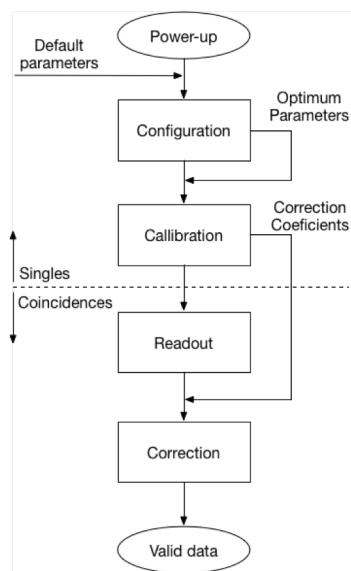 Power-up
Default
parameters
Optimum
Parameters
Configuration
Correction
Coeficients
Callibration
Singles
Coincidences
Readout
Correction
Valid data